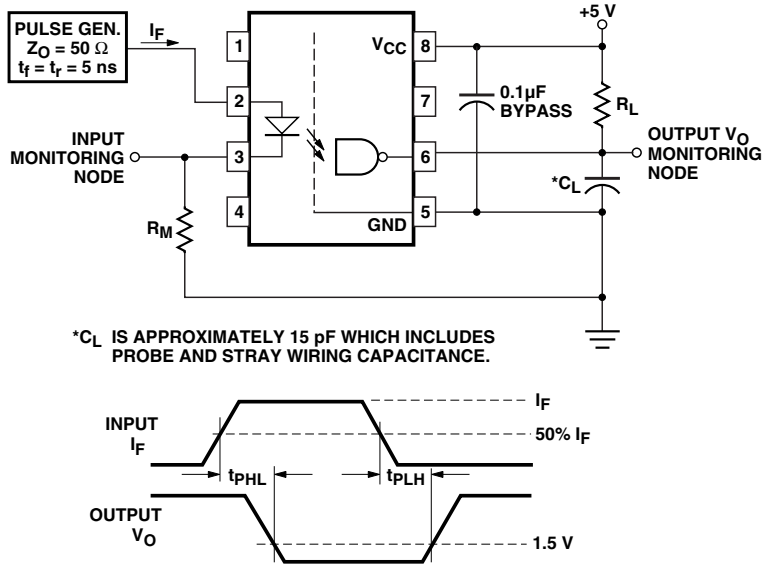 PULSE GEN.
Z_O = 50 Ω
t_f = t_r = 5 ns
I_F
1
2
3
4
V_CC
GND
8
7
6
5
+5 V
0.1µF
BYPASS
R_L
OUTPUT V_O
MONITORING
NODE
*C_L
INPUT
MONITORING
NODE
R_M
*C_L IS APPROXIMATELY 15 pF WHICH INCLUDES
PROBE AND STRAY WIRING CAPACITANCE.
INPUT
I_F
I_F
50% I_F
t_PHL
t_PLH
OUTPUT
V_O
1.5 V